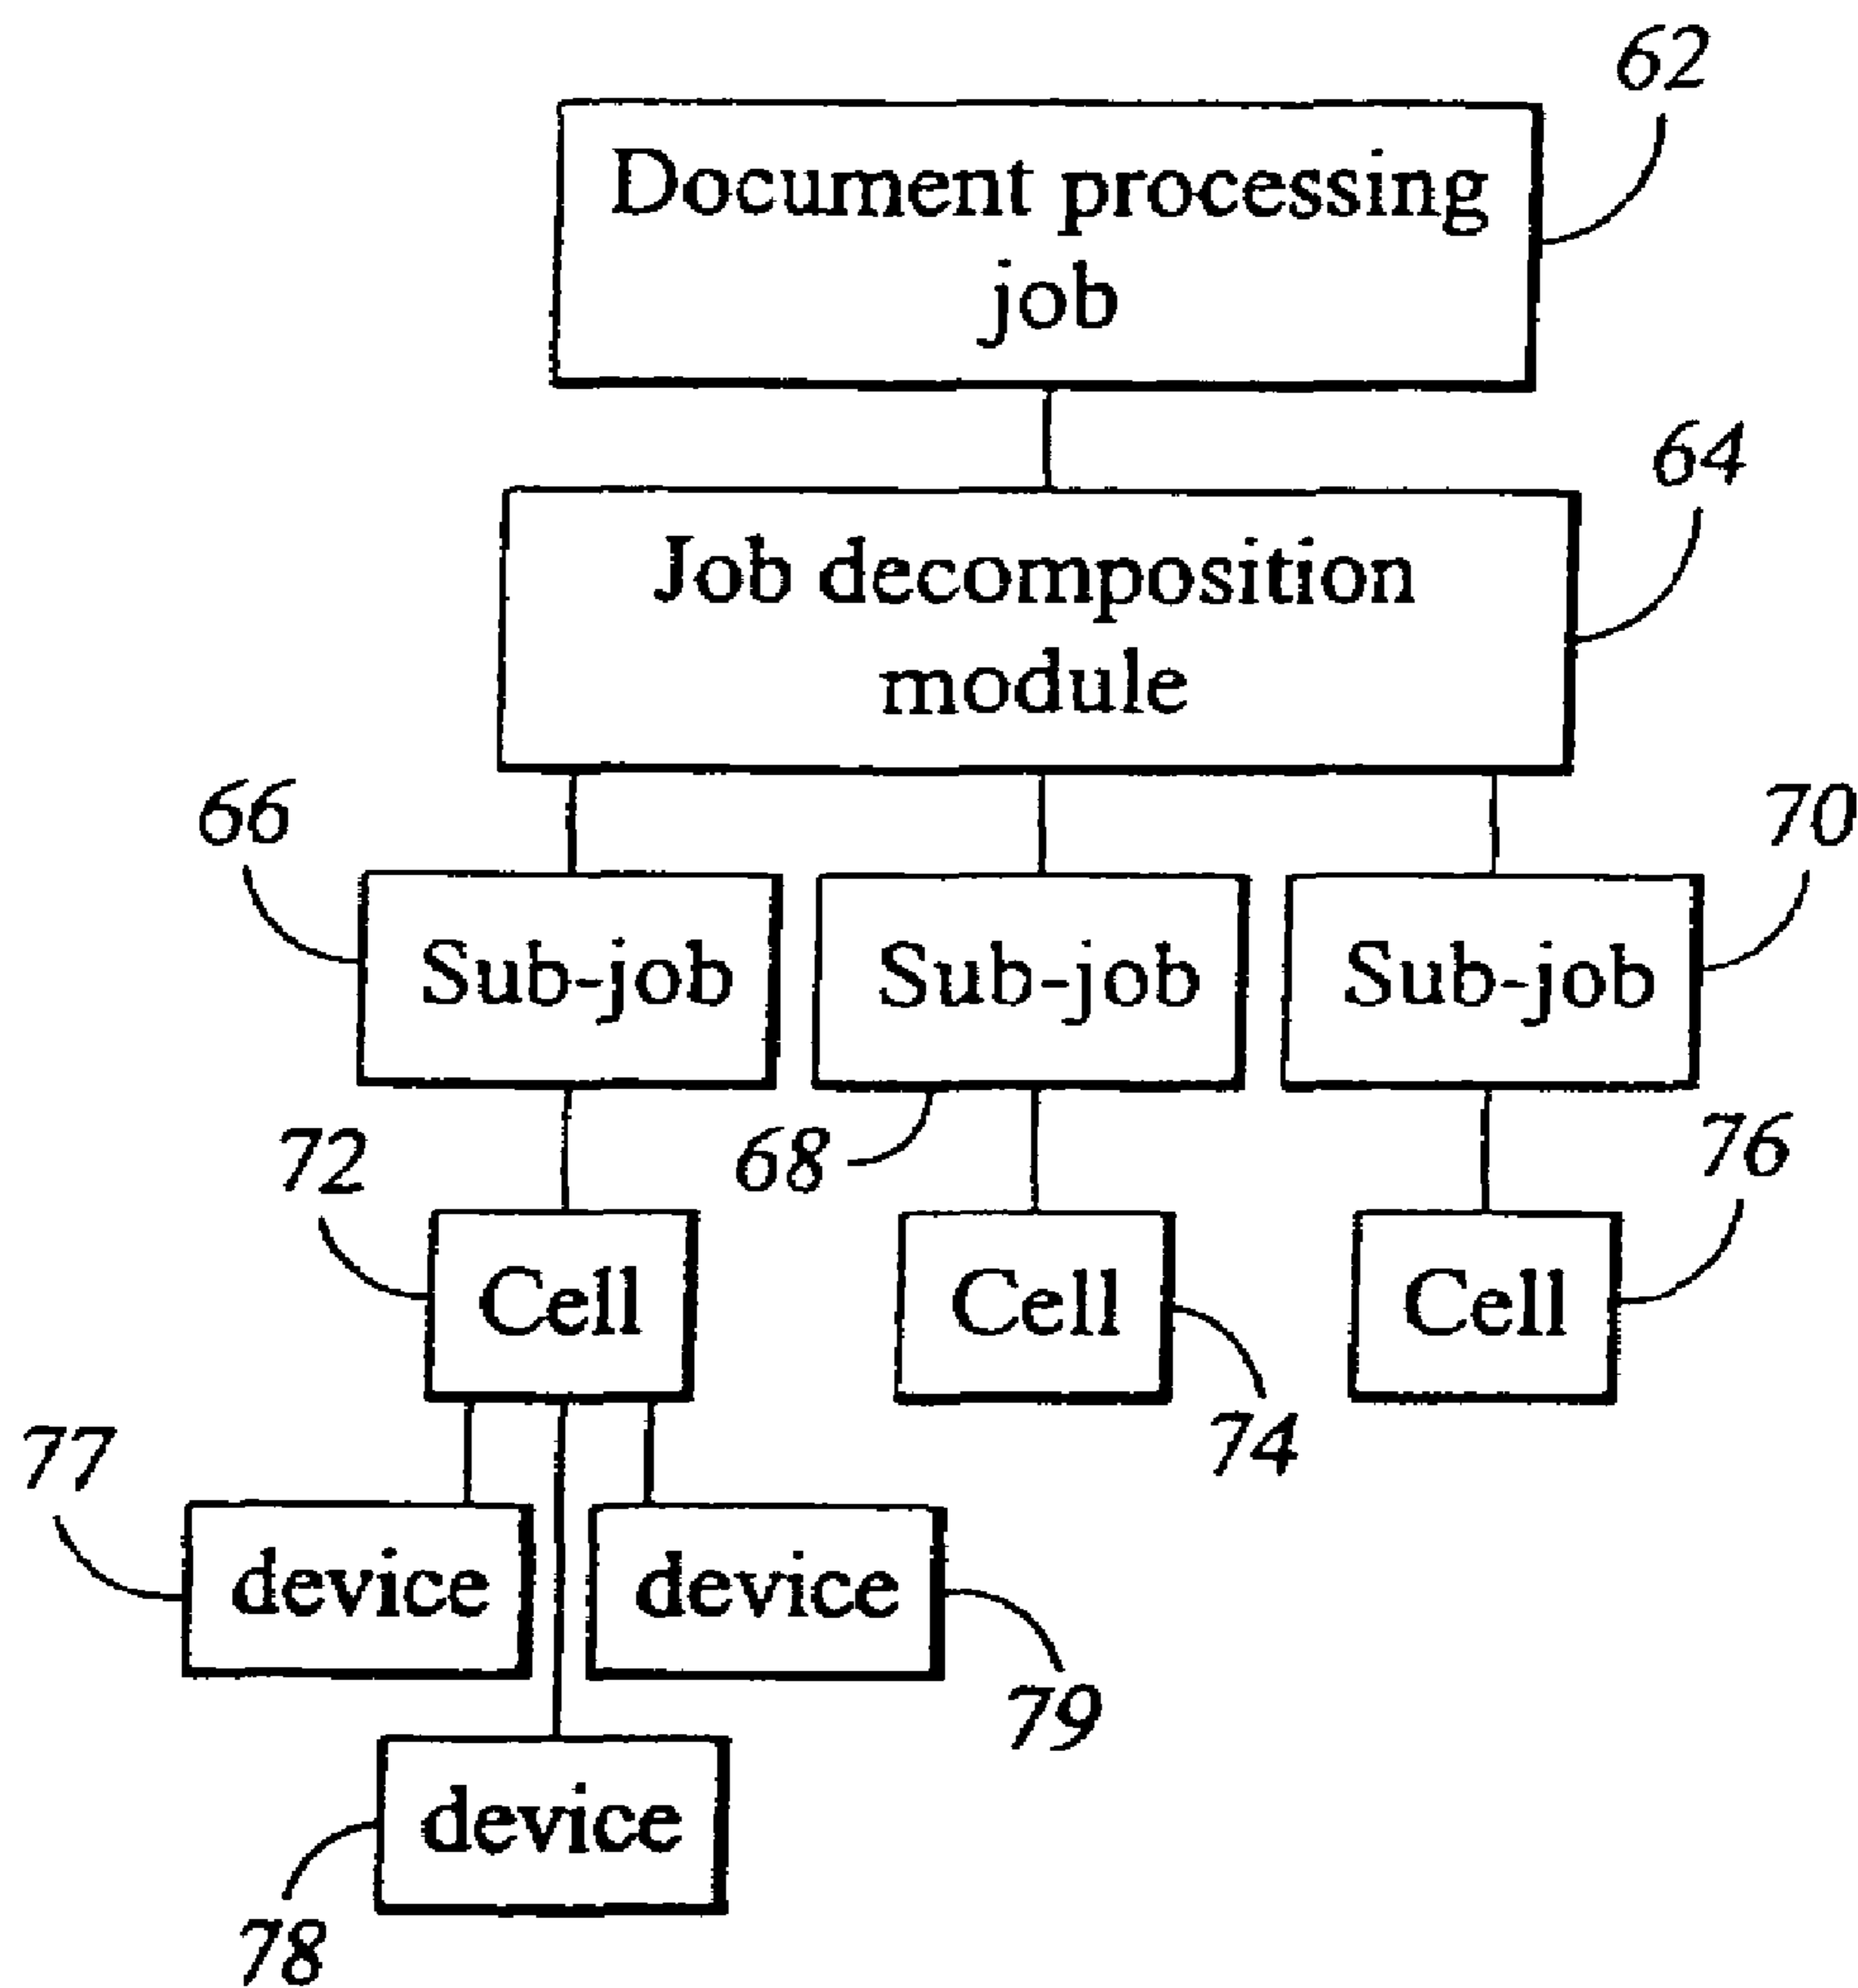 62
Document processing
job
64
Job decomposition
module
66
70
Sub-job
Sub-job
Sub-job
72
68
76
Cell
Cell
Cell
77
74
device
device
79
device
78